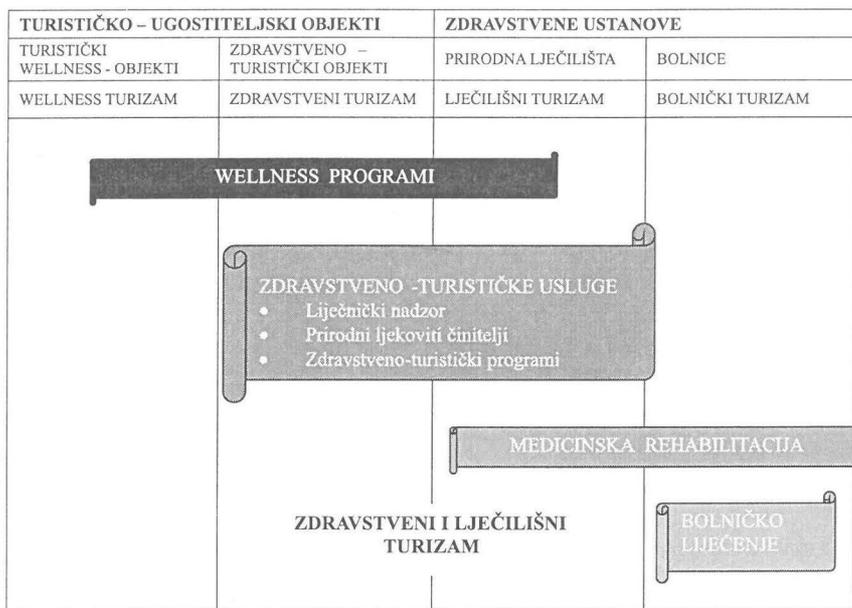 TURISTIČKO – UGOSTITELJSKI OBJEKTI
ZDRAVSTVENE USTANOVE
TURISTIČKI
WELLNESS - OBJEKTI
ZDRAVSTVENO –
TURISTIČKI OBJEKTI
PRIRODNA LJEČILIŠTA
BOLNICE
WELLNESS TURIZAM
ZDRAVSTVENI TURIZAM
LJEČILIŠNI TURIZAM
BOLNIČKI TURIZAM
WELLNESS PROGRAMI
ZDRAVSTVENO -TURISTIČKE USLUGE
• Liječnički nadzor
• Prirodni ljekoviti činitelji
• Zdravstveno-turistički programi
MEDICINSKA REHABILITACIJA
ZDRAVSTVENI I LJEČILIŠNI
TURIZAM
BOLNIČKO
LIJEČENJE